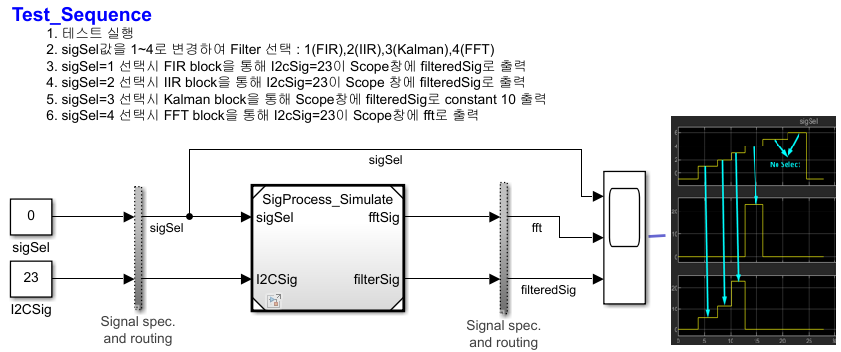 Test_Sequence
1. 테스트 실행
2. sigSel값을 1~4로 변경하여 Filter 선택 : 1(FIR),2(IIR),3(Kalman),4(FFT)
3. sigSel=1 선택시 FIR block을 통해 I2cSig=23이 Scope창에 filteredSig로 출력
4. sigSel=2 선택시 IIR block을 통해 I2cSig=23이 Scope창에 filteredSig로 출력
5. sigSel=3 선택시 Kalman block을 통해 Scope창에 filteredSig로 constant 10 출력
6. sigSel=4 선택시 FFT block을 통해 I2cSig=23이 Scope창에 fft로 출력
sigSel
sigSel
No Selec
0
sigSel
sigSel
SigProcess_Simulate
sigSel
fftSig
fft
23
I2CSig
I2CSig
filterSig
filteredSig
Signal spec.
and routing
Signal spec.
and routing